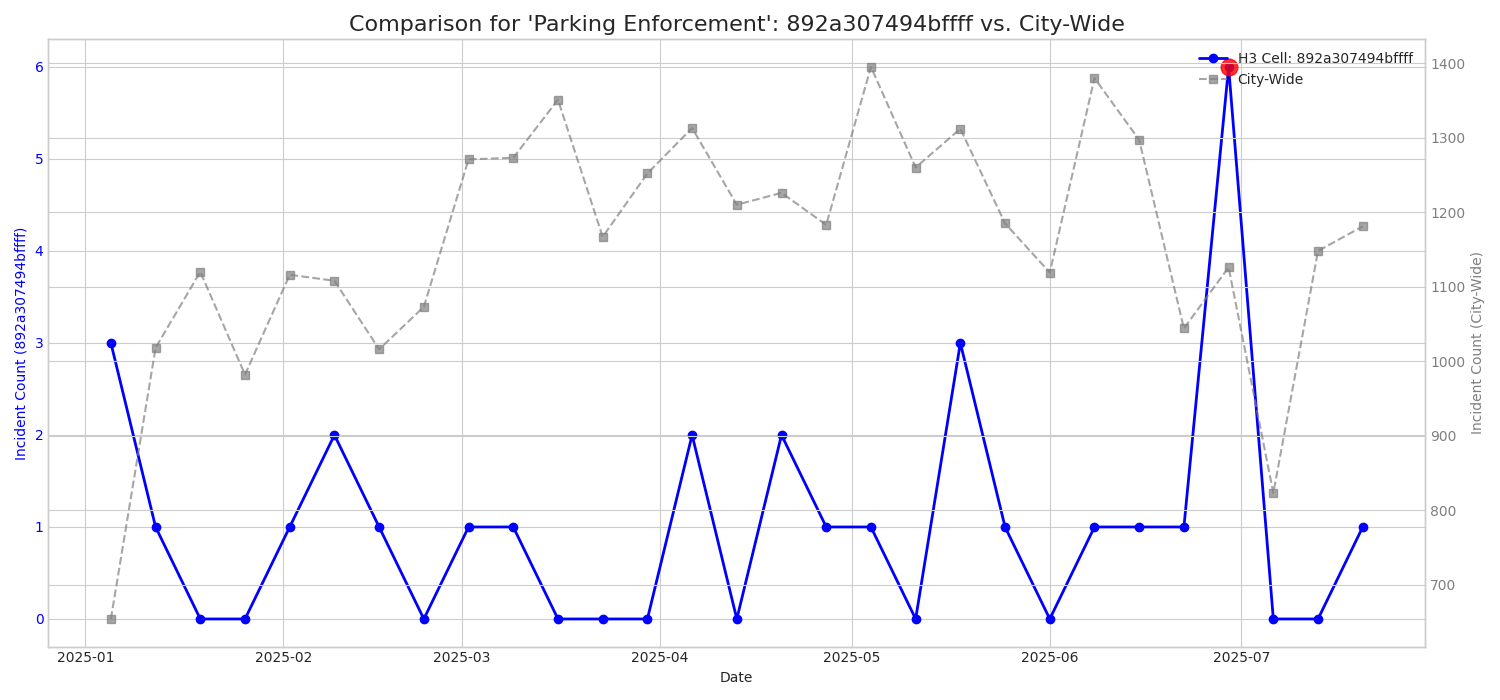 Comparison for 'Parking Enforcement': 892a307494bffff vs. City-Wide
H3 Cell: 892a307494bffff
City-Wide
Incident Count (892a307494bffff)
6
5
4
3
2
1
0
1400
1300
1200
1100
1000
900
800
700
Incident Count (City-Wide)
2025-01 2025-02 2025-03 2025-04 2025-05 2025-06 2025-07
Date